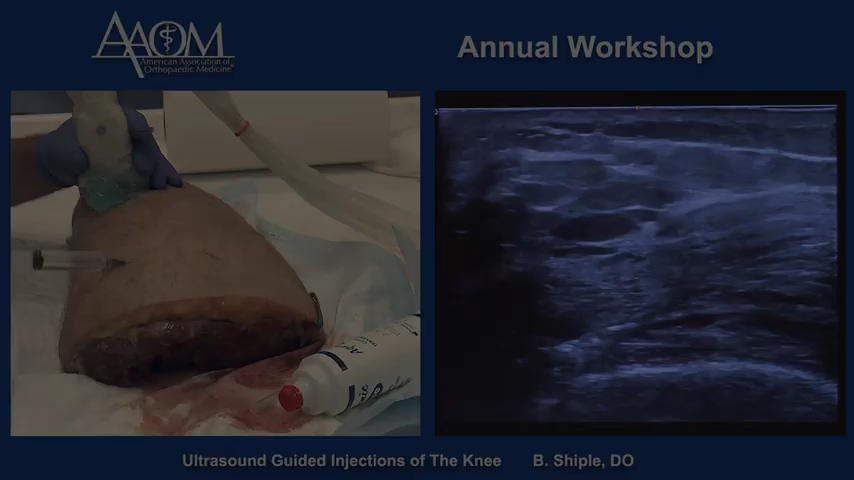 AAOM
American Association of
Orthopaedic Medicine
Annual Workshop
Ultrasound Guided Injections of The Knee B. Shiple, DO